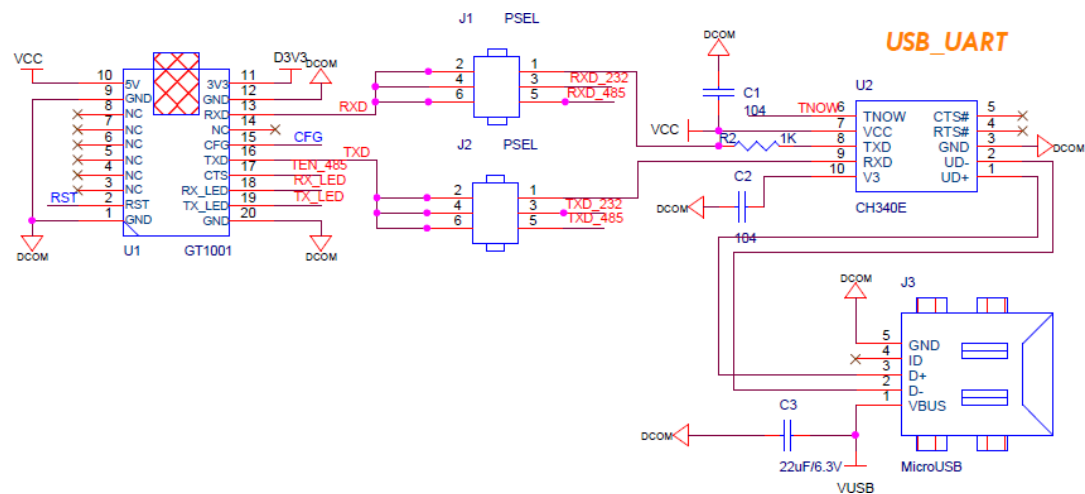 J1 PSEL
USB_UART
VCC
D3V3
DCOM
DCOM
10 5V 3V3 11
9 GND GND 12
8 NC RXD 13 RXD
7 NC NC 14
6 NC CFG 15 CFG
5 NC TXD 16 TXD
4 NC CTS 17 TEN_485
3 NC RX_LED 18 RX_LED
RST 2 RST TX_LED 19 TX_LED
1 GND GND 20
U1 GT1001
DCOM
DCOM
2 1
4 3 RXD_232
6 5 RXD_485
J2 PSEL
2 1
4 3 TXD_232
6 5 TXD_485
C1
104
VCC
R2 1K
U2
TNOW 6 TNOW CTS# 5
7 VCC RTS# 4
8 TXD GND 3
9 RXD UD- 2
10 V3 UD+ 1
CH340E
DCOM
C2
DCOM
104
J3
DCOM
5 GND
4 ID
3 D+
2 D-
1 VBUS
C3
DCOM
22uF/6.3V
MicroUSB
VUSB